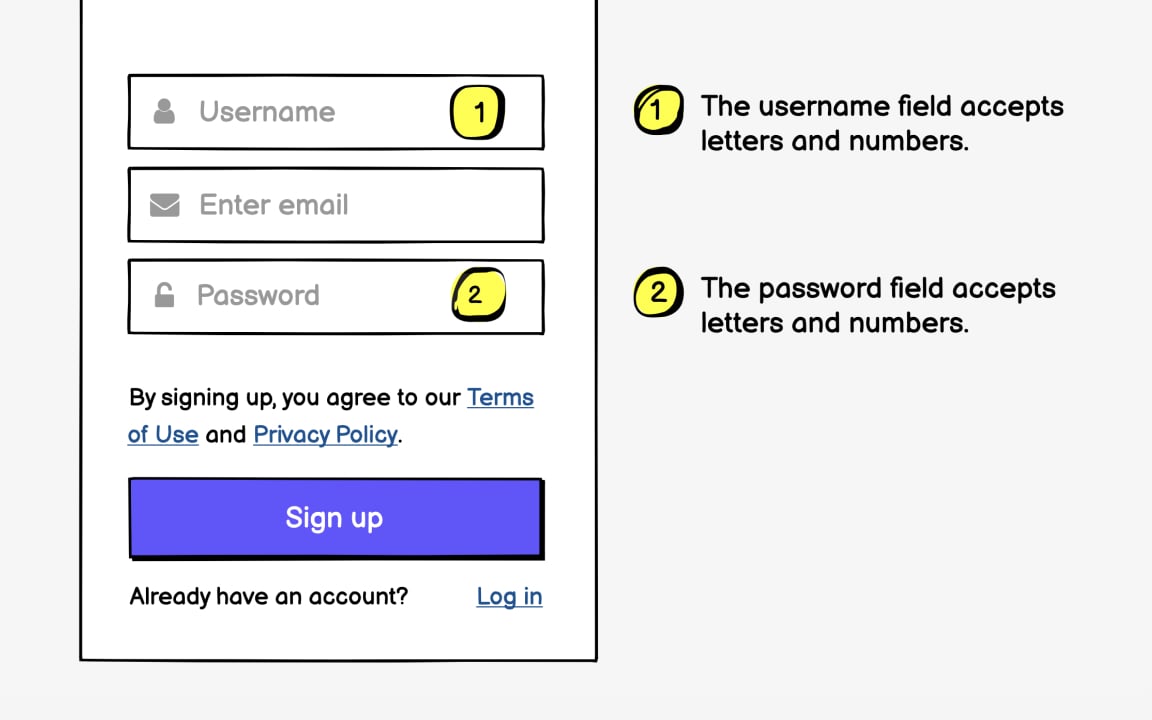 Username
1
Enter email
Password
2
By signing up, you agree to our Terms
of Use and Privacy Policy.
Sign up
Already have an account?
Log in
1
The username field accepts
letters and numbers.
2
The password field accepts
letters and numbers.